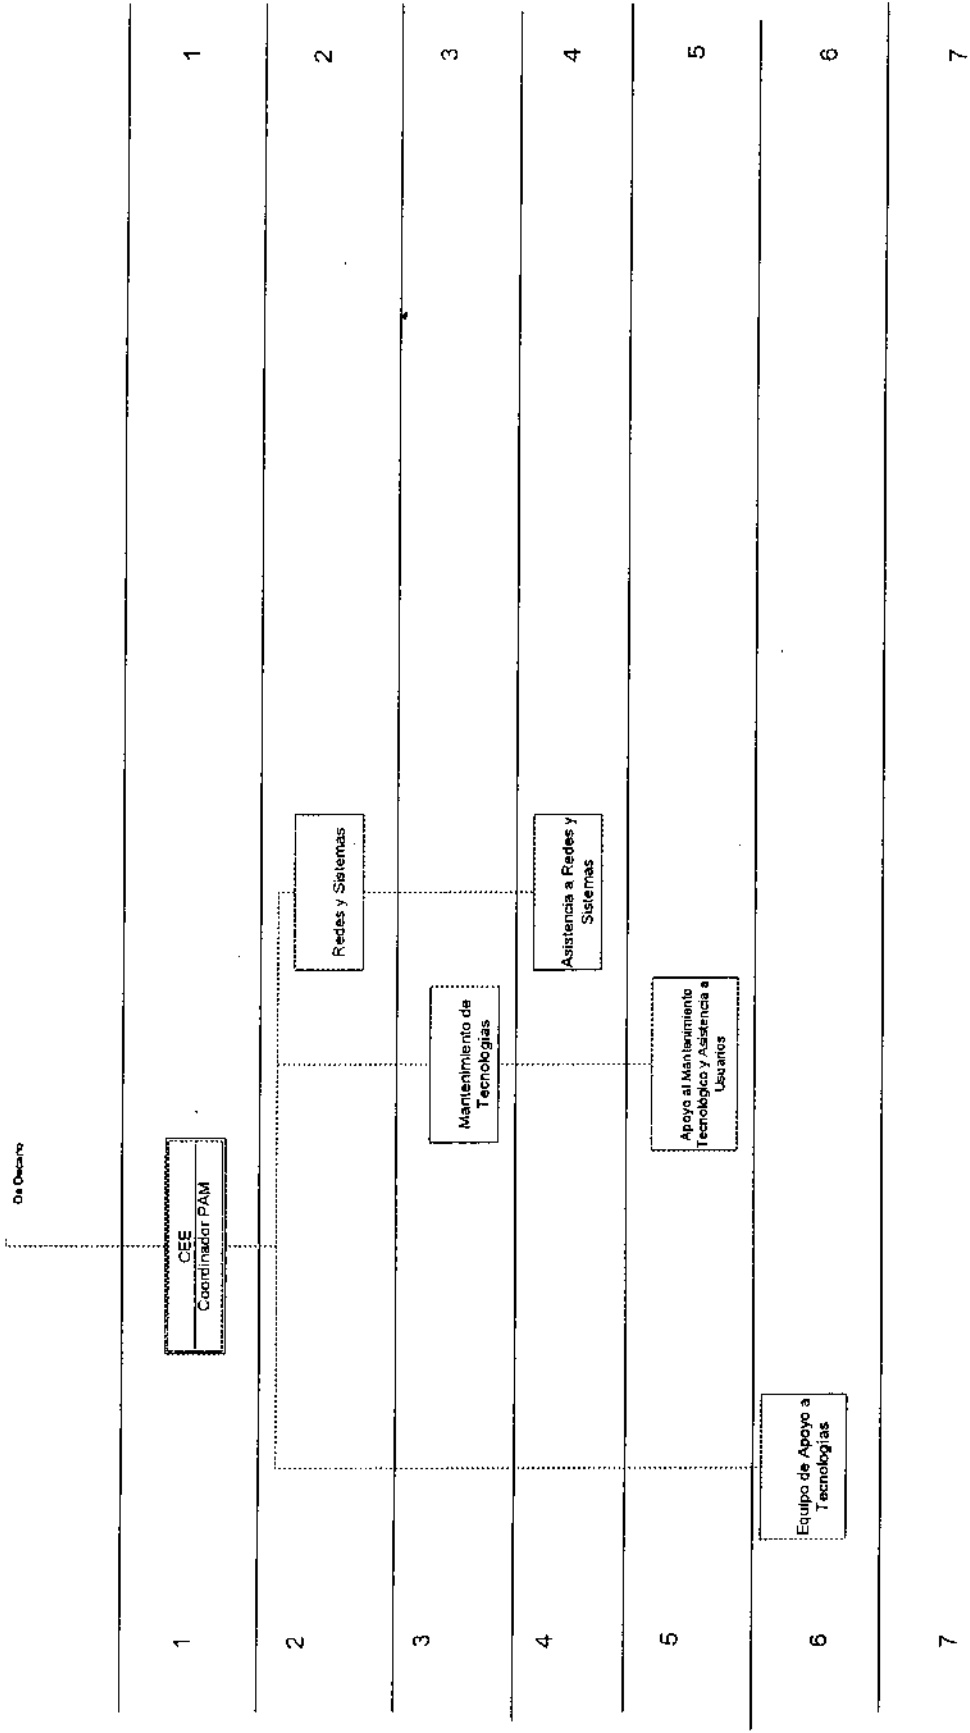 De Decano
1
1
CEE
Coordinador PAM
2
2
Redes y Sistemas
3
3
Mantenimiento de
Tecnologías
4
4
Asistencia a Redes y
Sistemas
5
5
Apoyo al Mantenimiento
Tecnológico y Asistencia a
Usuarios
6
6
Equipo de Apoyo a
Tecnologías
7
7